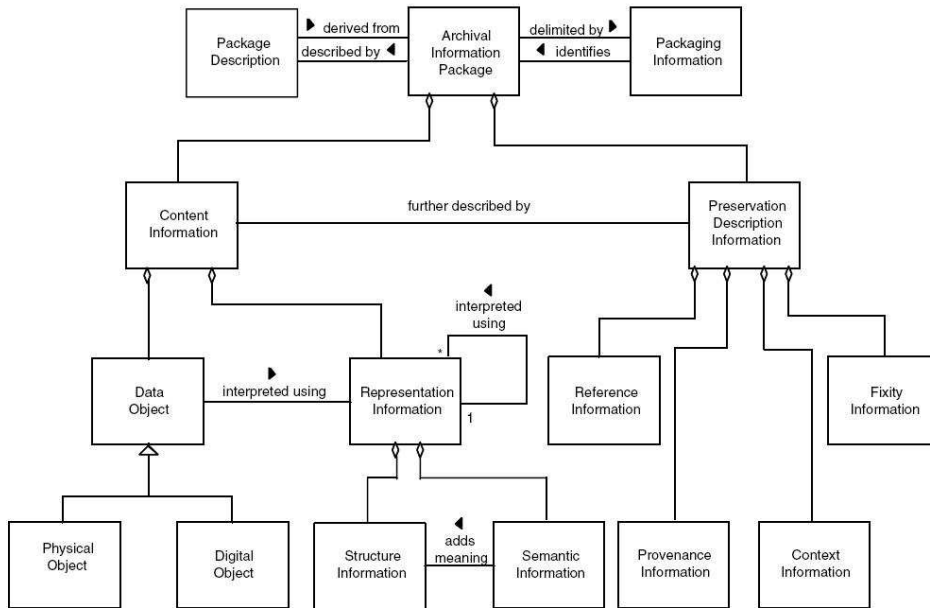 Package
Description
derived from
described by
Archival
Information
Package
delimited by
identifies
Packaging
Information
Content
Information
further described by
Preservation
Description
Information
interpreted
using
*
1
Data
Object
interpreted using
Representation
Information
Reference
Information
Fixity
Information
Physical
Object
Digital
Object
Structure
Information
adds
meaning
Semantic
Information
Provenance
Information
Context
Information